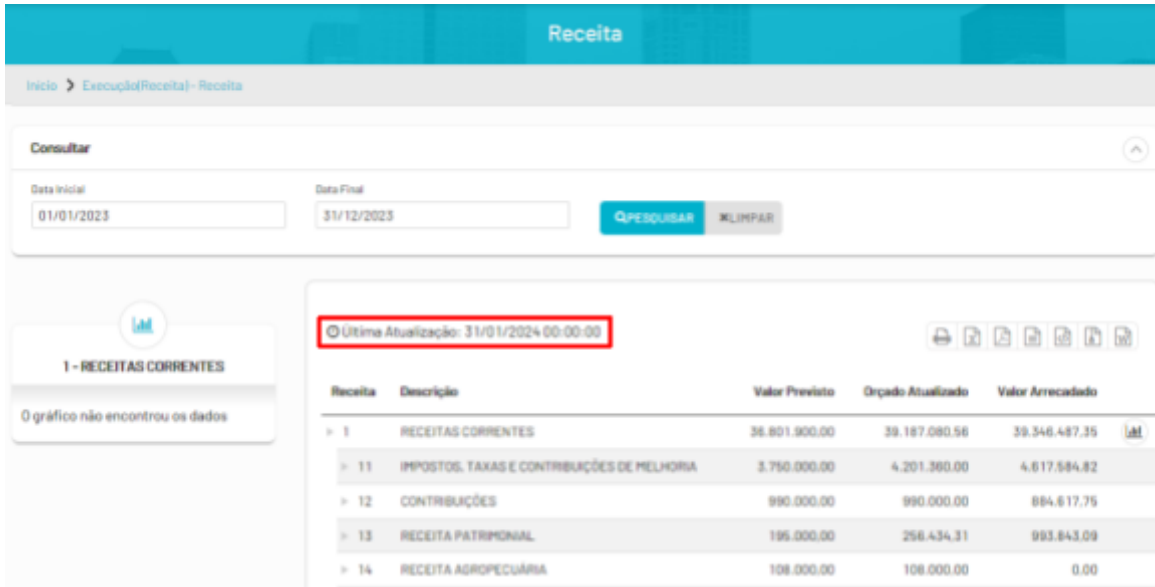 Receita
Início > Execução(Receita) - Receita
Consultar
Data Inicial
Data Final
01/01/2023
31/12/2023
PESQUISAR
LIMPAR
1 - RECEITAS CORRENTES
O gráfico não encontrou os dados
Última Atualização: 31/01/2024 00:00:00
Receita Descrição Valor Previsto Orçado Atualizado Valor Arrecadado
1 RECEITAS CORRENTES 36.801.900,00 39.187.080,56 39.346.487,35
11 IMPOSTOS, TAXAS E CONTRIBUIÇÕES DE MELHORIA 3.750.000,00 4.201.360,00 4.617.584,82
12 CONTRIBUIÇÕES 990.000,00 990.000,00 884.617,75
13 RECEITA PATRIMONIAL 195.000,00 256.434,31 993.843,09
14 RECEITA AGROPECUÁRIA 108.000,00 108.000,00 0,00